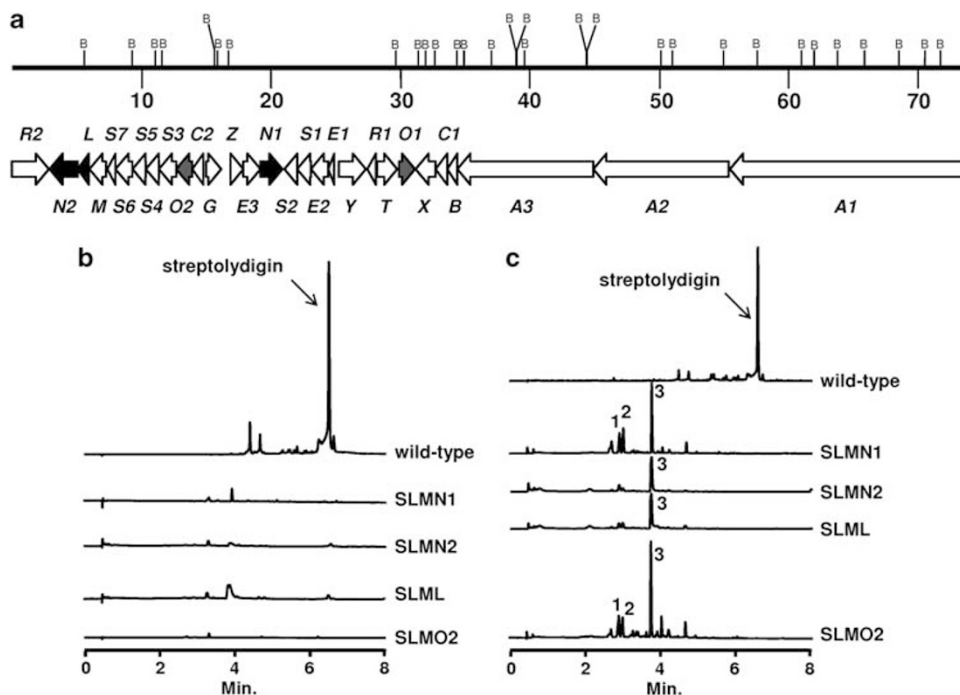 a
B B B B B
B B B B B B B B B B B B B B B B B B B B B B B B B
10 20 30 40 50 60 70
R2 L S7 S5 S3 C2 Z N1 S1 E1 R1 O1 C1
N2 M S6 S4 O2 G E3 S2 E2 Y T X B A3 A2 A1
b
streptolydigin
wild-type
SLMN1
SLMN2
SLML
SLMO2
0 2 4 6 8
Min.
c
streptolydigin
wild-type
1 2 3
SLMN1
3
SLMN2
3
SLML
1 2 3
SLMO2
0 2 4 6 8
Min.